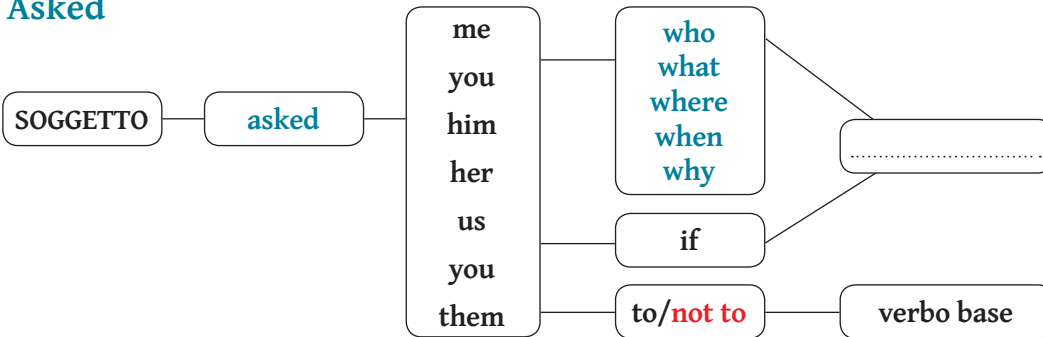 Asked
SOGGETTO
asked
me
you
him
her
us
you
them
who
what
where
when
why
if
to/not to
................................
verbo base